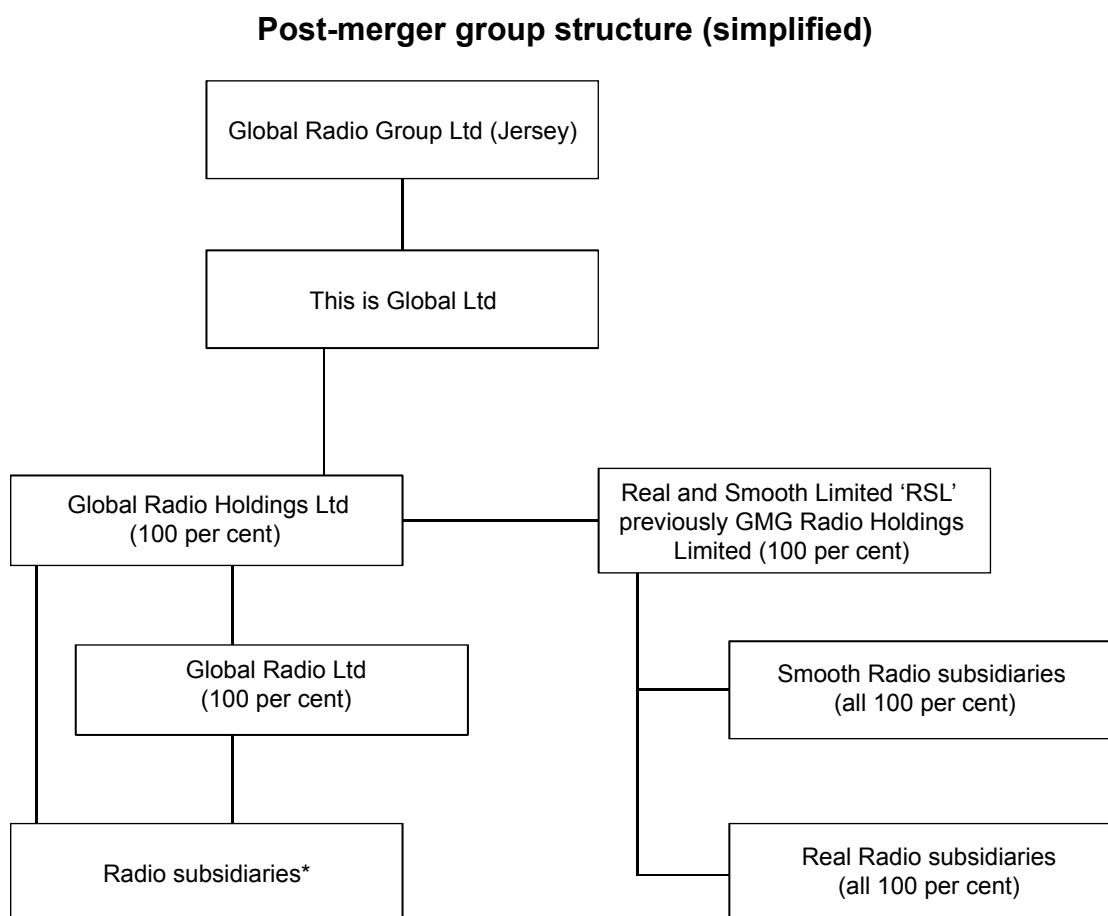 Post-merger group structure (simplified)
Global Radio Group Ltd (Jersey)
This is Global Ltd
Global Radio Holdings Ltd
(100 per cent)
Real and Smooth Limited ‘RSL’
previously GMG Radio Holdings
Limited (100 per cent)
Global Radio Ltd
(100 per cent)
Smooth Radio subsidiaries
(all 100 per cent)
Radio subsidiaries*
Real Radio subsidiaries
(all 100 per cent)